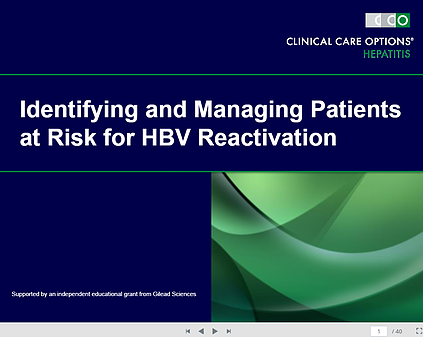 CCO
CLINICAL CARE OPTIONS®
HEPATITIS
Identifying and Managing Patients
at Risk for HBV Reactivation
Supported by an independent educational grant from Gilead Sciences
1 / 40